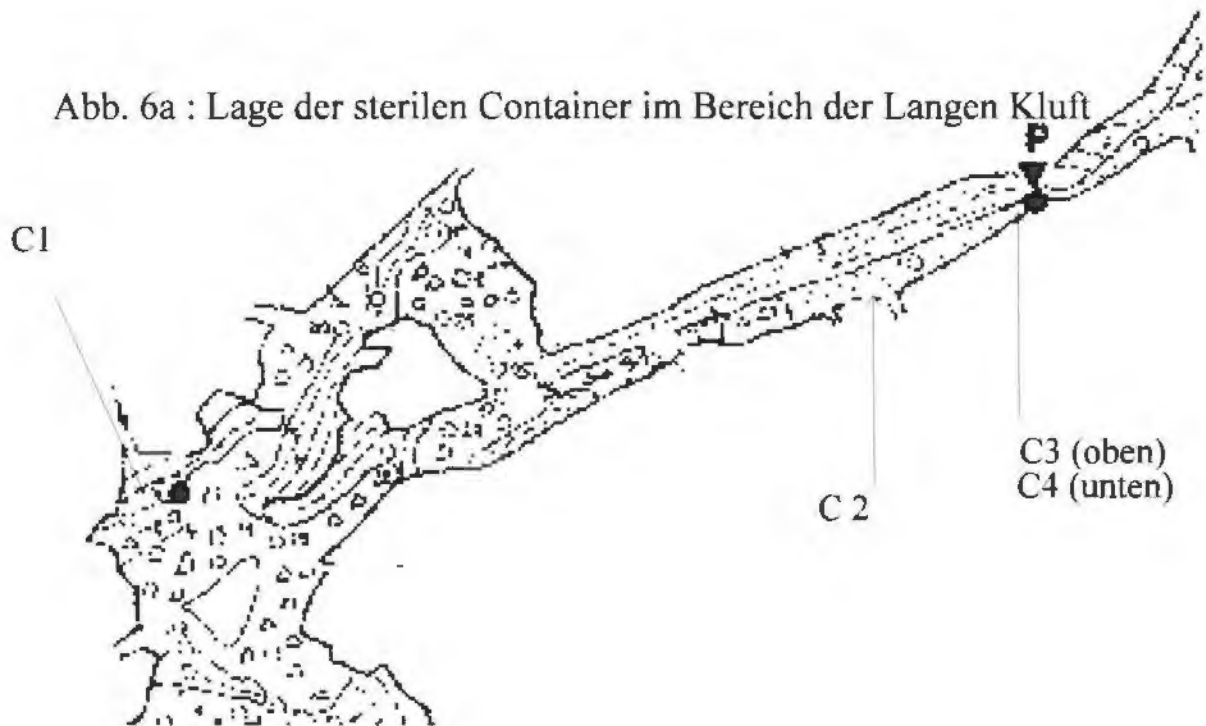 Abb. 6a : Lage der sterilen Container im Bereich der Langen Kluft
P
C1
C3 (oben)
C4 (unten)
C 2